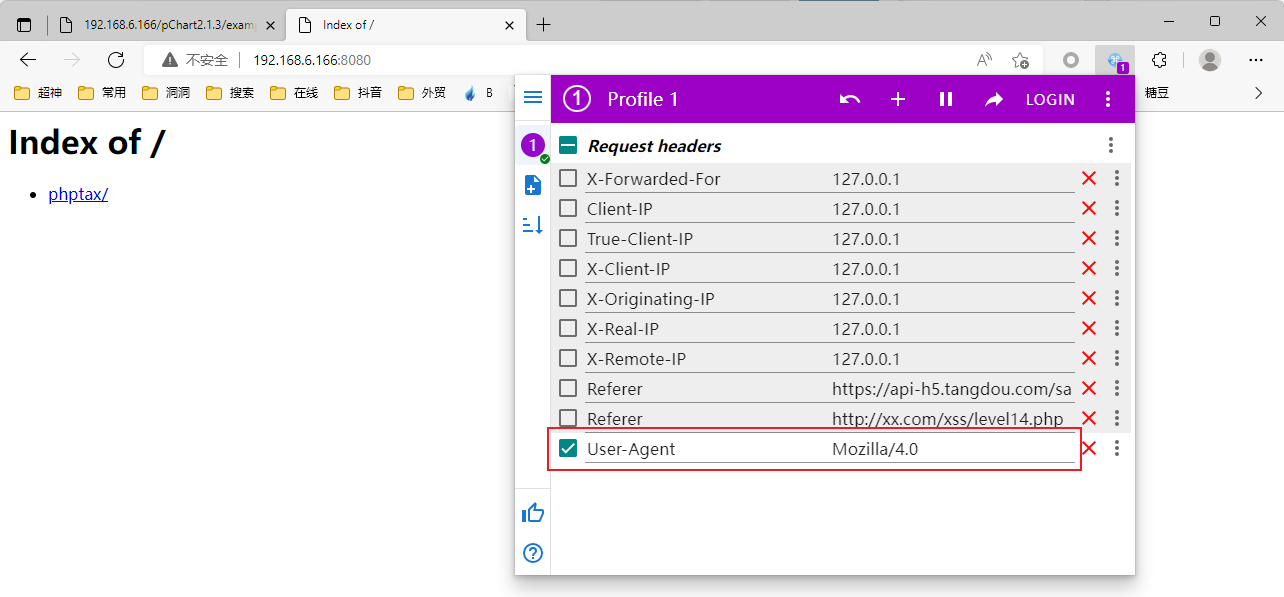 192.168.6.166/pChart2.1.3/exam
Index of /
不安全
192.168.6.166:8080
超神
常用
洞洞
搜索
在线
抖音
外贸
B
糖豆
1
Index of /
phptax/
1
Profile 1
LOGIN
1
Request headers
X-Forwarded-For 127.0.0.1
Client-IP 127.0.0.1
True-Client-IP 127.0.0.1
X-Client-IP 127.0.0.1
X-Originating-IP 127.0.0.1
X-Real-IP 127.0.0.1
X-Remote-IP 127.0.0.1
Referer https://api-h5.tangdou.com/sa
Referer http://xx.com/xss/level14.php
User-Agent Mozilla/4.0